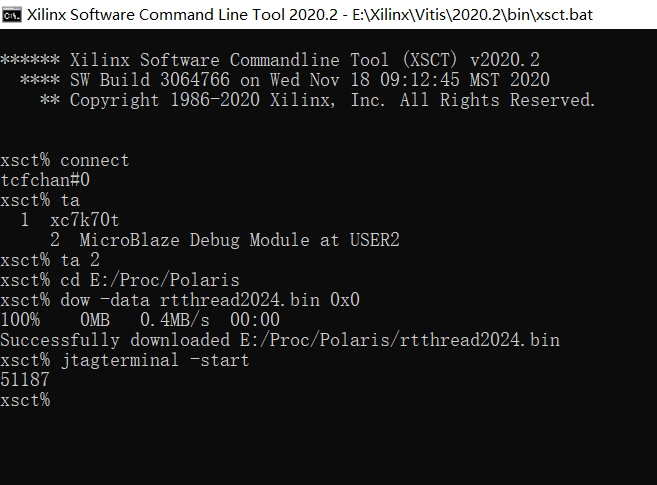 Xilinx Software Command Line Tool 2020.2 - E:\Xilinx\Vitis\2020.2\bin\xsct.bat
****** Xilinx Software Commandline Tool (XSCT) v2020.2
  **** SW Build 3064766 on Wed Nov 18 09:12:45 MST 2020
    ** Copyright 1986-2020 Xilinx, Inc. All Rights Reserved.
xsct% connect
tcfchan#0
xsct% ta
  1  xc7k70t
     2  MicroBlaze Debug Module at USER2
xsct% ta 2
xsct% cd E:/Proc/Polaris
xsct% dow -data rtthread2024.bin 0x0
100%    0MB   0.4MB/s  00:00
Successfully downloaded E:/Proc/Polaris/rtthread2024.bin
xsct% jtagterminal -start
51187
xsct%